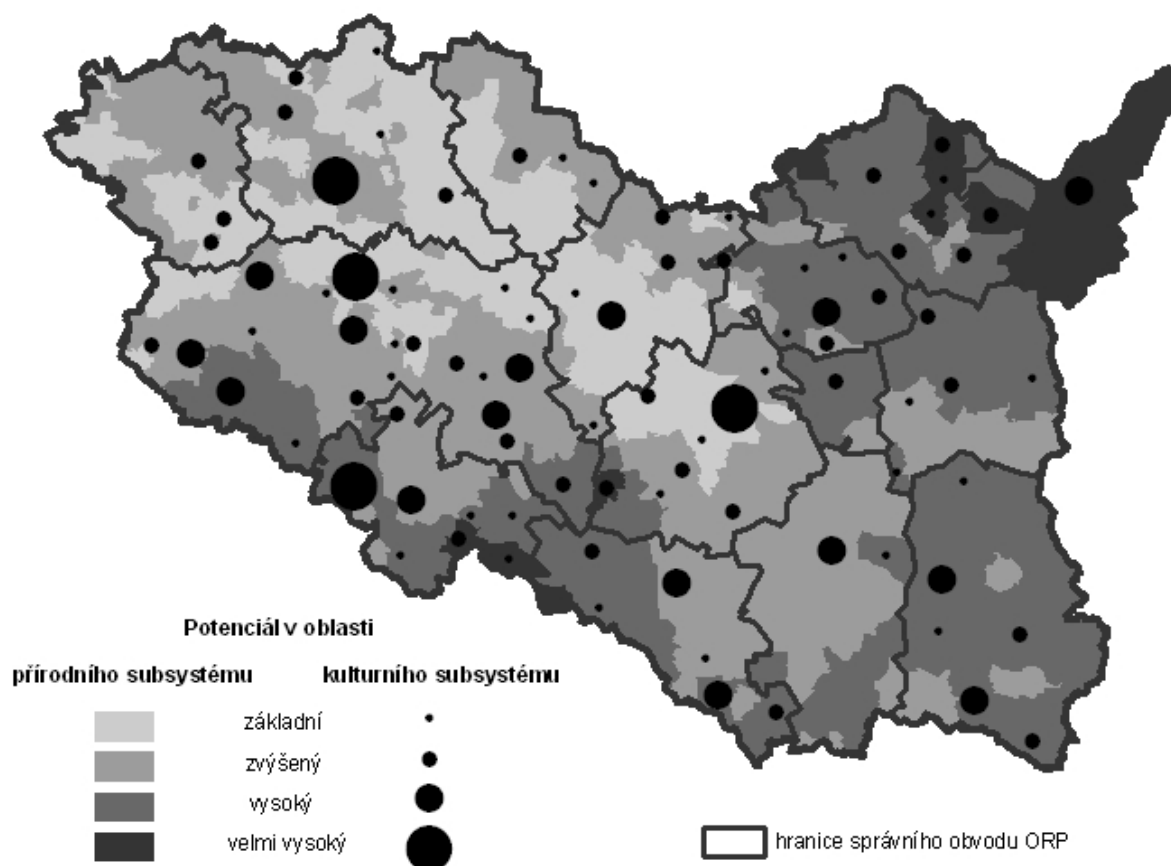 Potenciál v oblasti
přírodního subsystému kulturního subsystému
základní
zvýšený
vysoký
velmi vysoký
hranice správního obvodu ORP